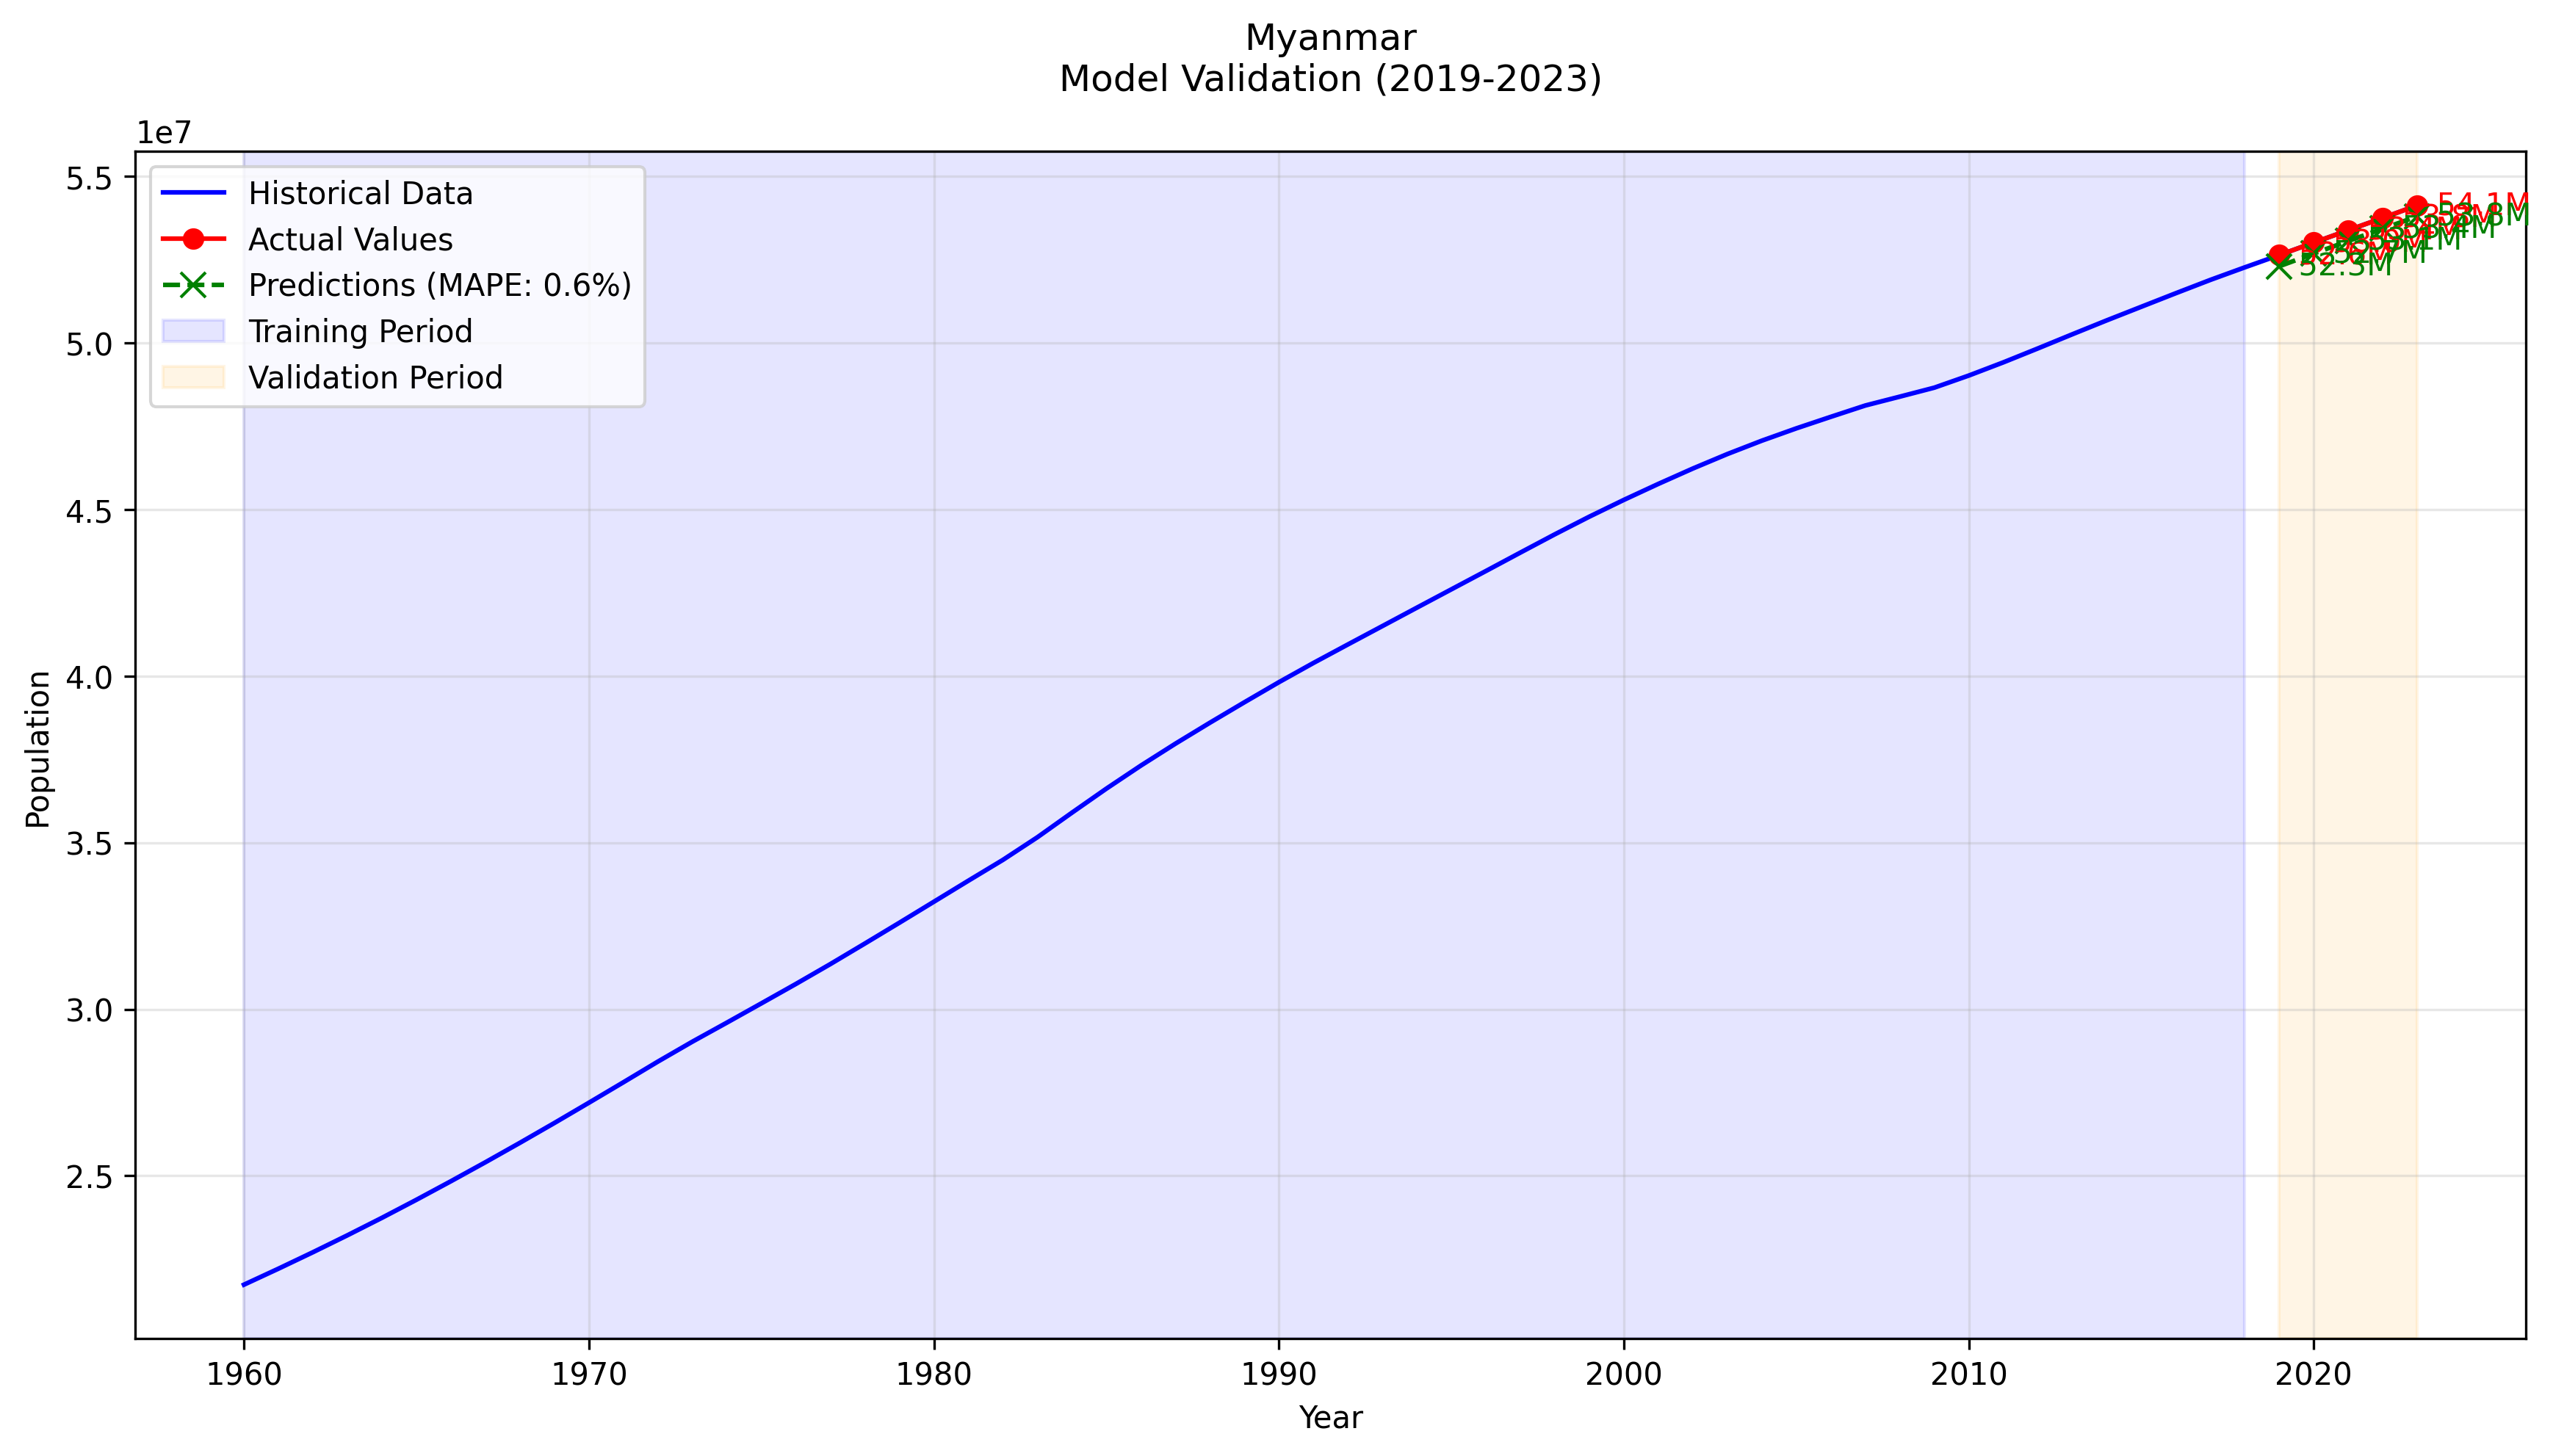 Myanmar
Model Validation (2019-2023)
1e7
Historical Data
Actual Values
Predictions (MAPE: 0.6%)
Training Period
Validation Period
5.5
5.0
4.5
4.0
3.5
3.0
2.5
Population
54.1M
53.8M
52.3M
1960
1970
1980
1990
2000
2010
2020
Year